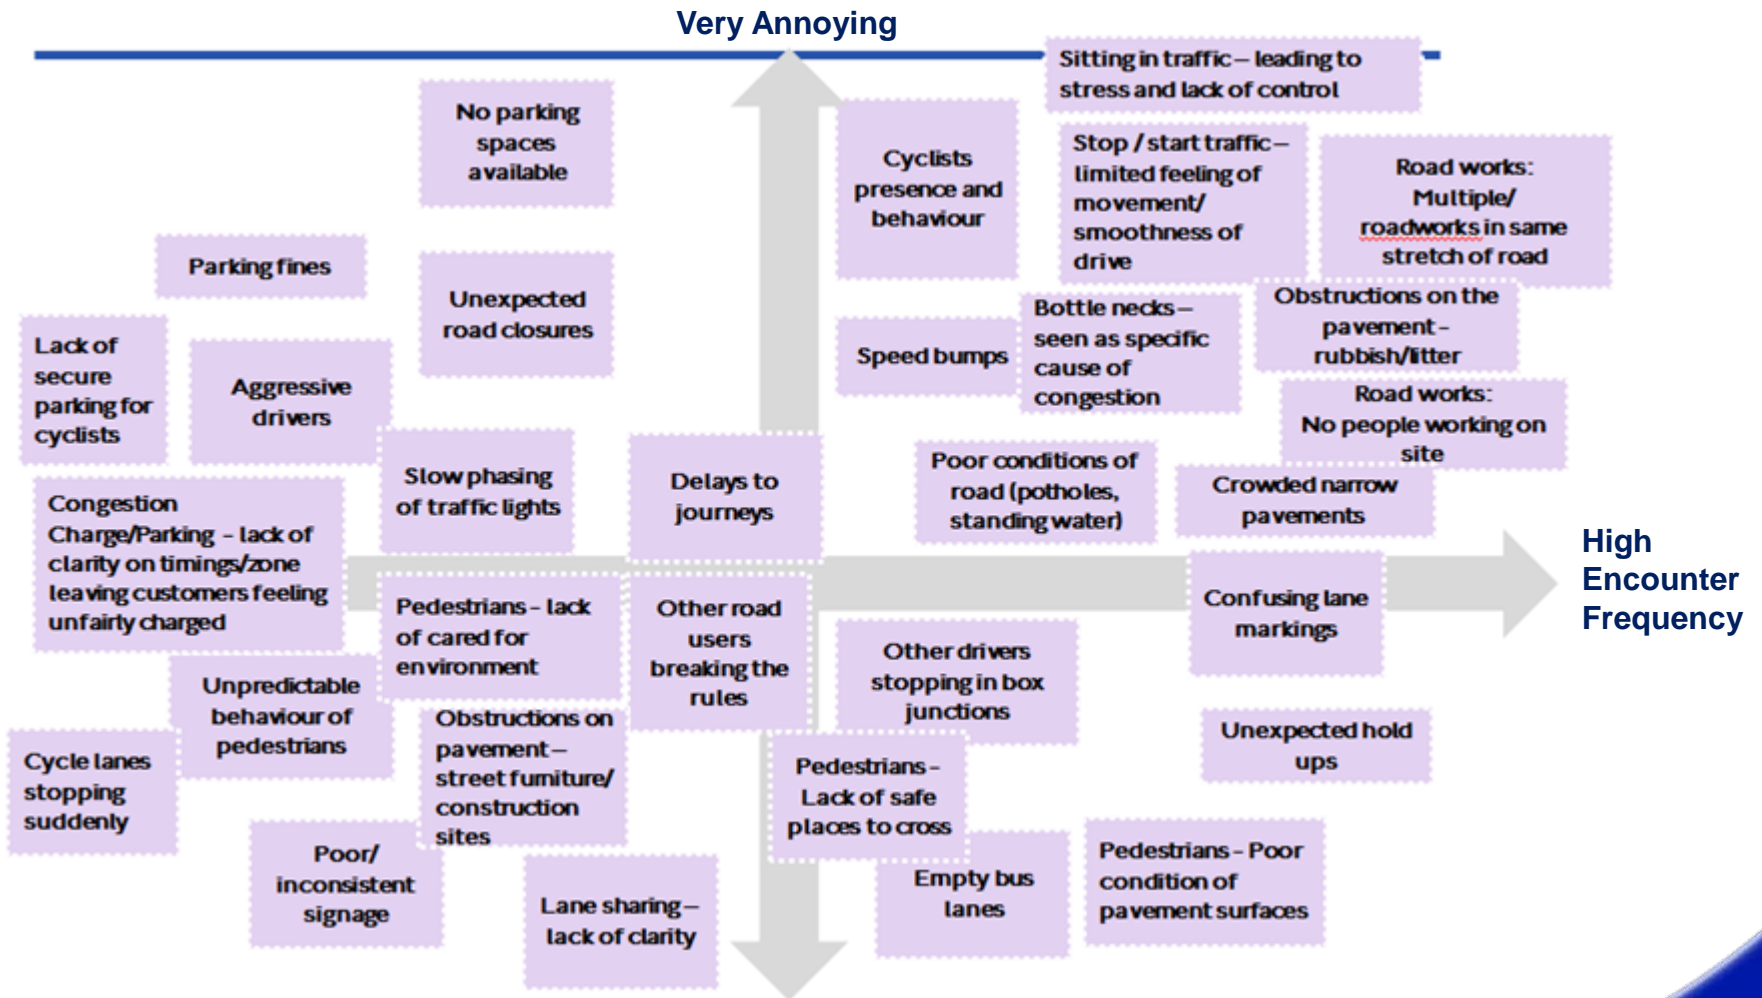 Very Annoying
Sitting in traffic – leading to
stress and lack of control
No parking
spaces
available
Cyclists
presence and
behaviour
Stop / start traffic –
limited feeling of
movement/
smoothness of
drive
Road works:
Multiple/
roadworks in same
stretch of road
Parking fines
Unexpected
road closures
Lack of
secure
parking for
cyclists
Aggressive
drivers
Speed bumps
Bottle necks –
seen as specific
cause of
congestion
Obstructions on the
pavement -
rubbish/litter
Road works:
No people working on
site
Slow phasing
of traffic lights
Delays to
journeys
Poor conditions of
road (potholes,
standing water)
Crowded narrow
pavements
Congestion
Charge/Parking - lack of
clarity on timings/zone
leaving customers feeling
unfairly charged
High
Encounter
Frequency
Pedestrians - lack
of cared for
environment
Other road
users
breaking the
rules
Confusing lane
markings
Other drivers
stopping in box
junctions
Unpredictable
behaviour of
pedestrians
Obstructions on
pavement –
street furniture/
construction
sites
Unexpected hold
ups
Cycle lanes
stopping
suddenly
Pedestrians -
Lack of safe
places to cross
Poor/
inconsistent
signage
Lane sharing –
lack of clarity
Empty bus
lanes
Pedestrians - Poor
condition of
pavement surfaces